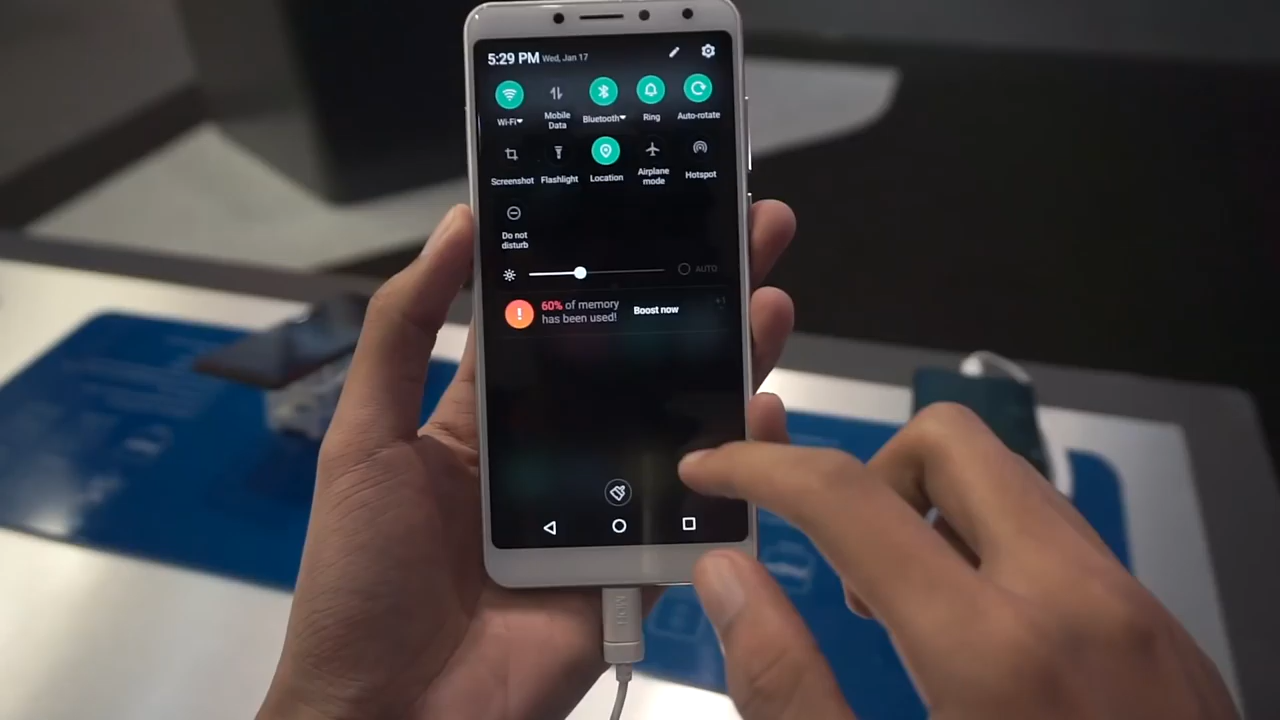 5:29 PM Wed, Jan 17
Wi-Fi Mobile Data Bluetooth Ring Auto-rotate
Screenshot Flashlight Location Airplane mode Hotspot
Do not disturb
AUTO
60% of memory
has been used!
Boost now
+1